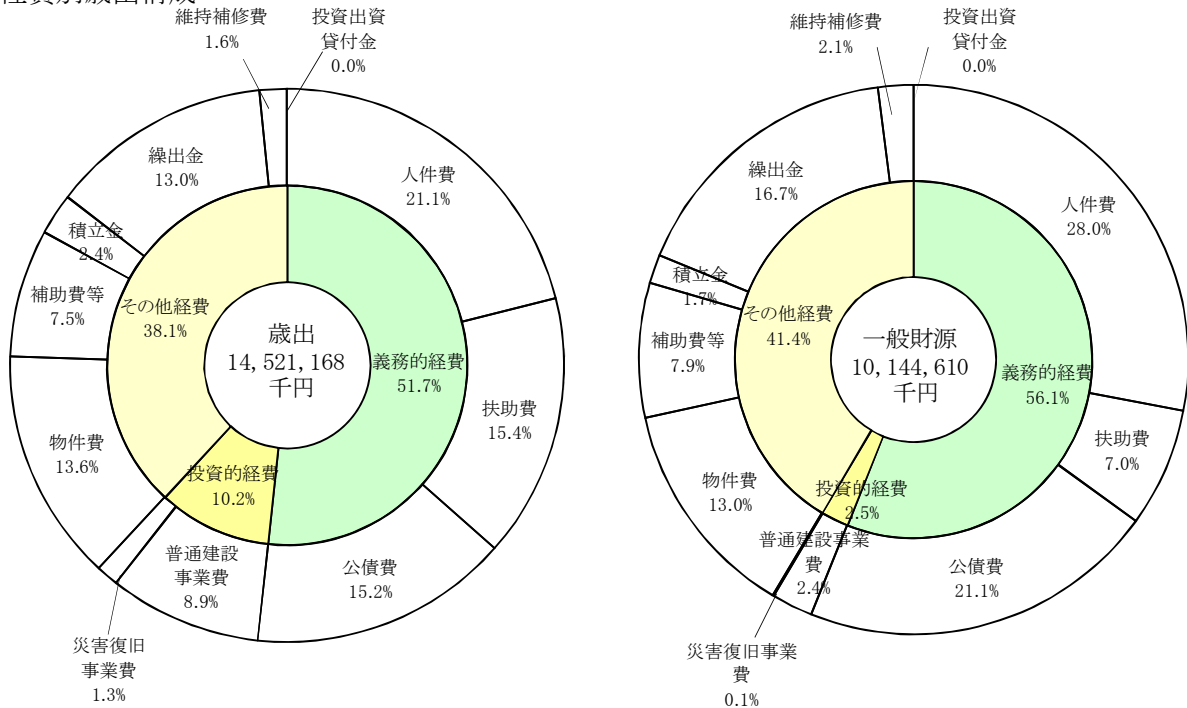 維持補修費
1.6%
投資出資
貸付金
0.0%
人件費
21.1%
繰出金
13.0%
積立金
2.4%
補助費等
7.5%
その他経費
38.1%
歳出
14,521,168
千円
義務的経費
51.7%
扶助費
15.4%
物件費
13.6%
投資的経費
10.2%
普通建設
事業費
8.9%
公債費
15.2%
災害復旧
事業費
1.3%
維持補修費
2.1%
投資出資
貸付金
0.0%
人件費
28.0%
繰出金
16.7%
積立金
1.7%
補助費等
7.9%
その他経費
41.4%
一般財源
10,144,610
千円
義務的経費
56.1%
扶助費
7.0%
物件費
13.0%
投資的経費
2.5%
普通建設事業
費
2.4%
公債費
21.1%
災害復旧事業
費
0.1%